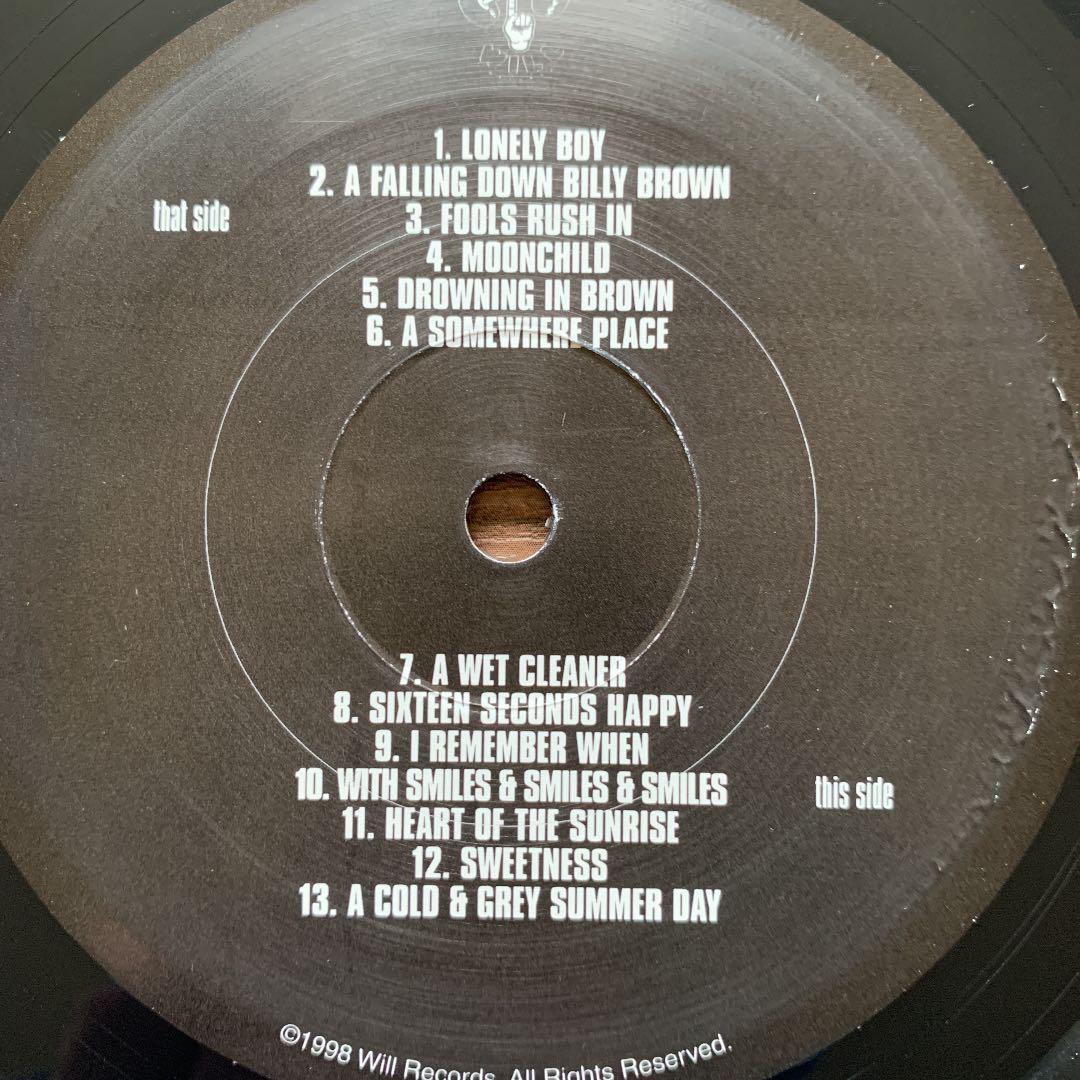 1. LONELY BOY
2. A FALLING DOWN BILLY BROWN
that side
3. FOOLS RUSH IN
4. MOONCHILD
5. DROWNING IN BROWN
6. A SOMEWHERE PLACE
7. A WET CLEANER
8. SIXTEEN SECONDS HAPPY
9. I REMEMBER WHEN
10. WITH SMILES & SMILES & SMILES
this side
11. HEART OF THE SUNRISE
12. SWEETNESS
13. A COLD & GREY SUMMER DAY
©1998 Will Records. All Rights Reserved.